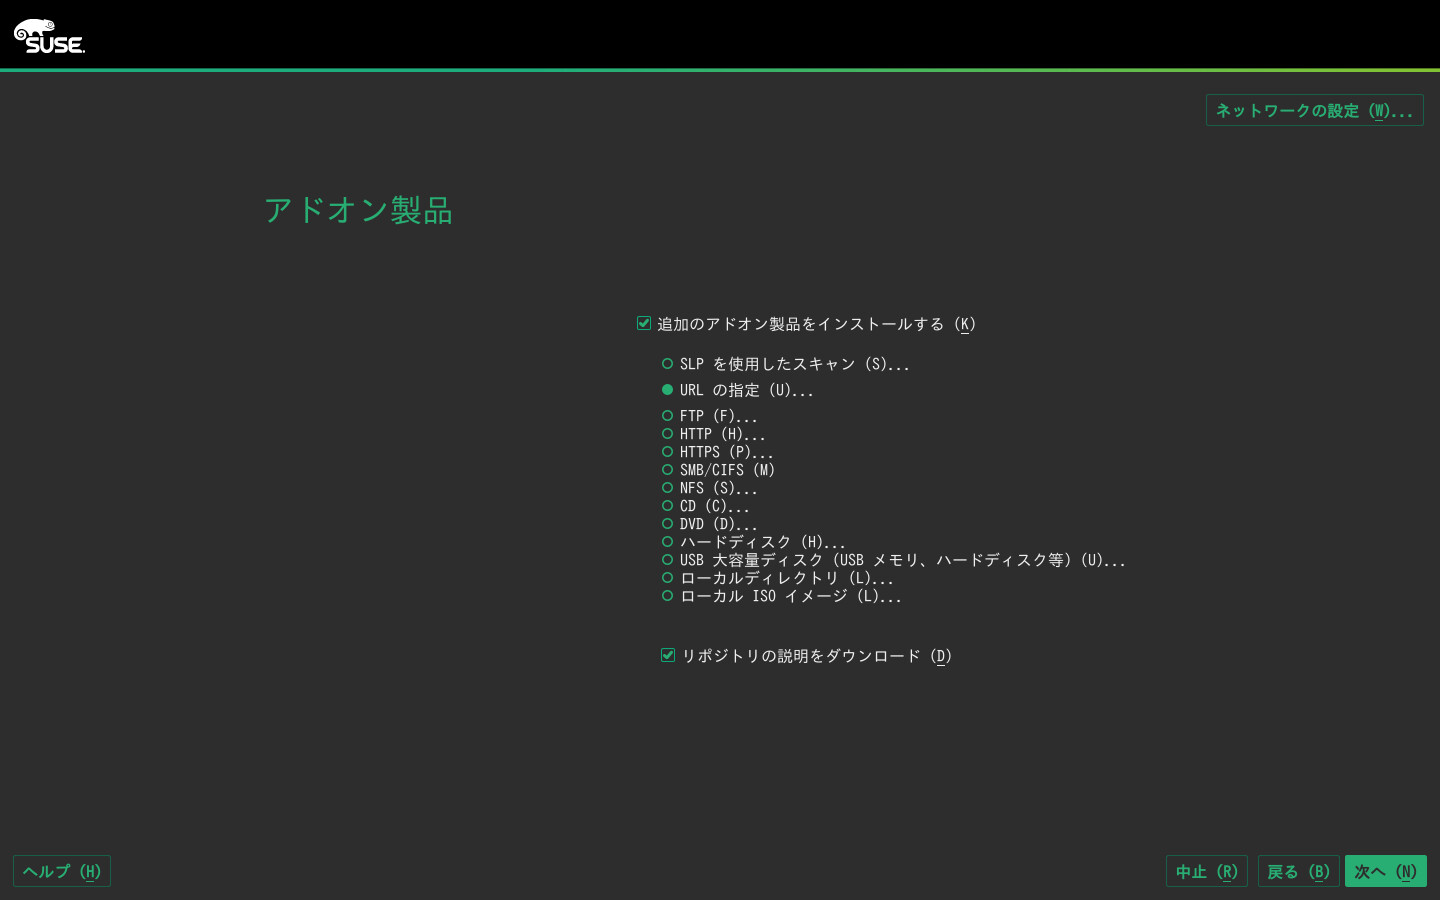 SUSE
ネットワークの設定 (W)...
アドオン製品
追加のアドオン製品をインストールする (K)
SLP を使用したスキャン (S)...
URL の指定 (U)...
FTP (F)...
HTTP (H)...
HTTPS (P)...
SMB/CIFS (M)
NFS (S)...
CD (C)...
DVD (D)...
ハードディスク (H)...
USB 大容量ディスク (USB メモリ、ハードディスク等) (U)...
ローカルディレクトリ (L)...
ローカル ISO イメージ (L)...
リポジトリの説明をダウンロード (D)
ヘルプ (H) 中止 (R) 戻る (B) 次へ (N)